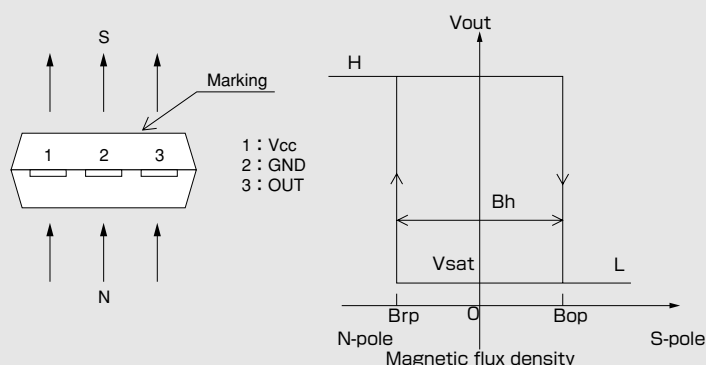 S
Marking
1 2 3
1：Vcc
2：GND
3：OUT
N
Vout
H
Bh
Vsat
L
Brp O Bop
N-pole S-pole
Magnetic flux density